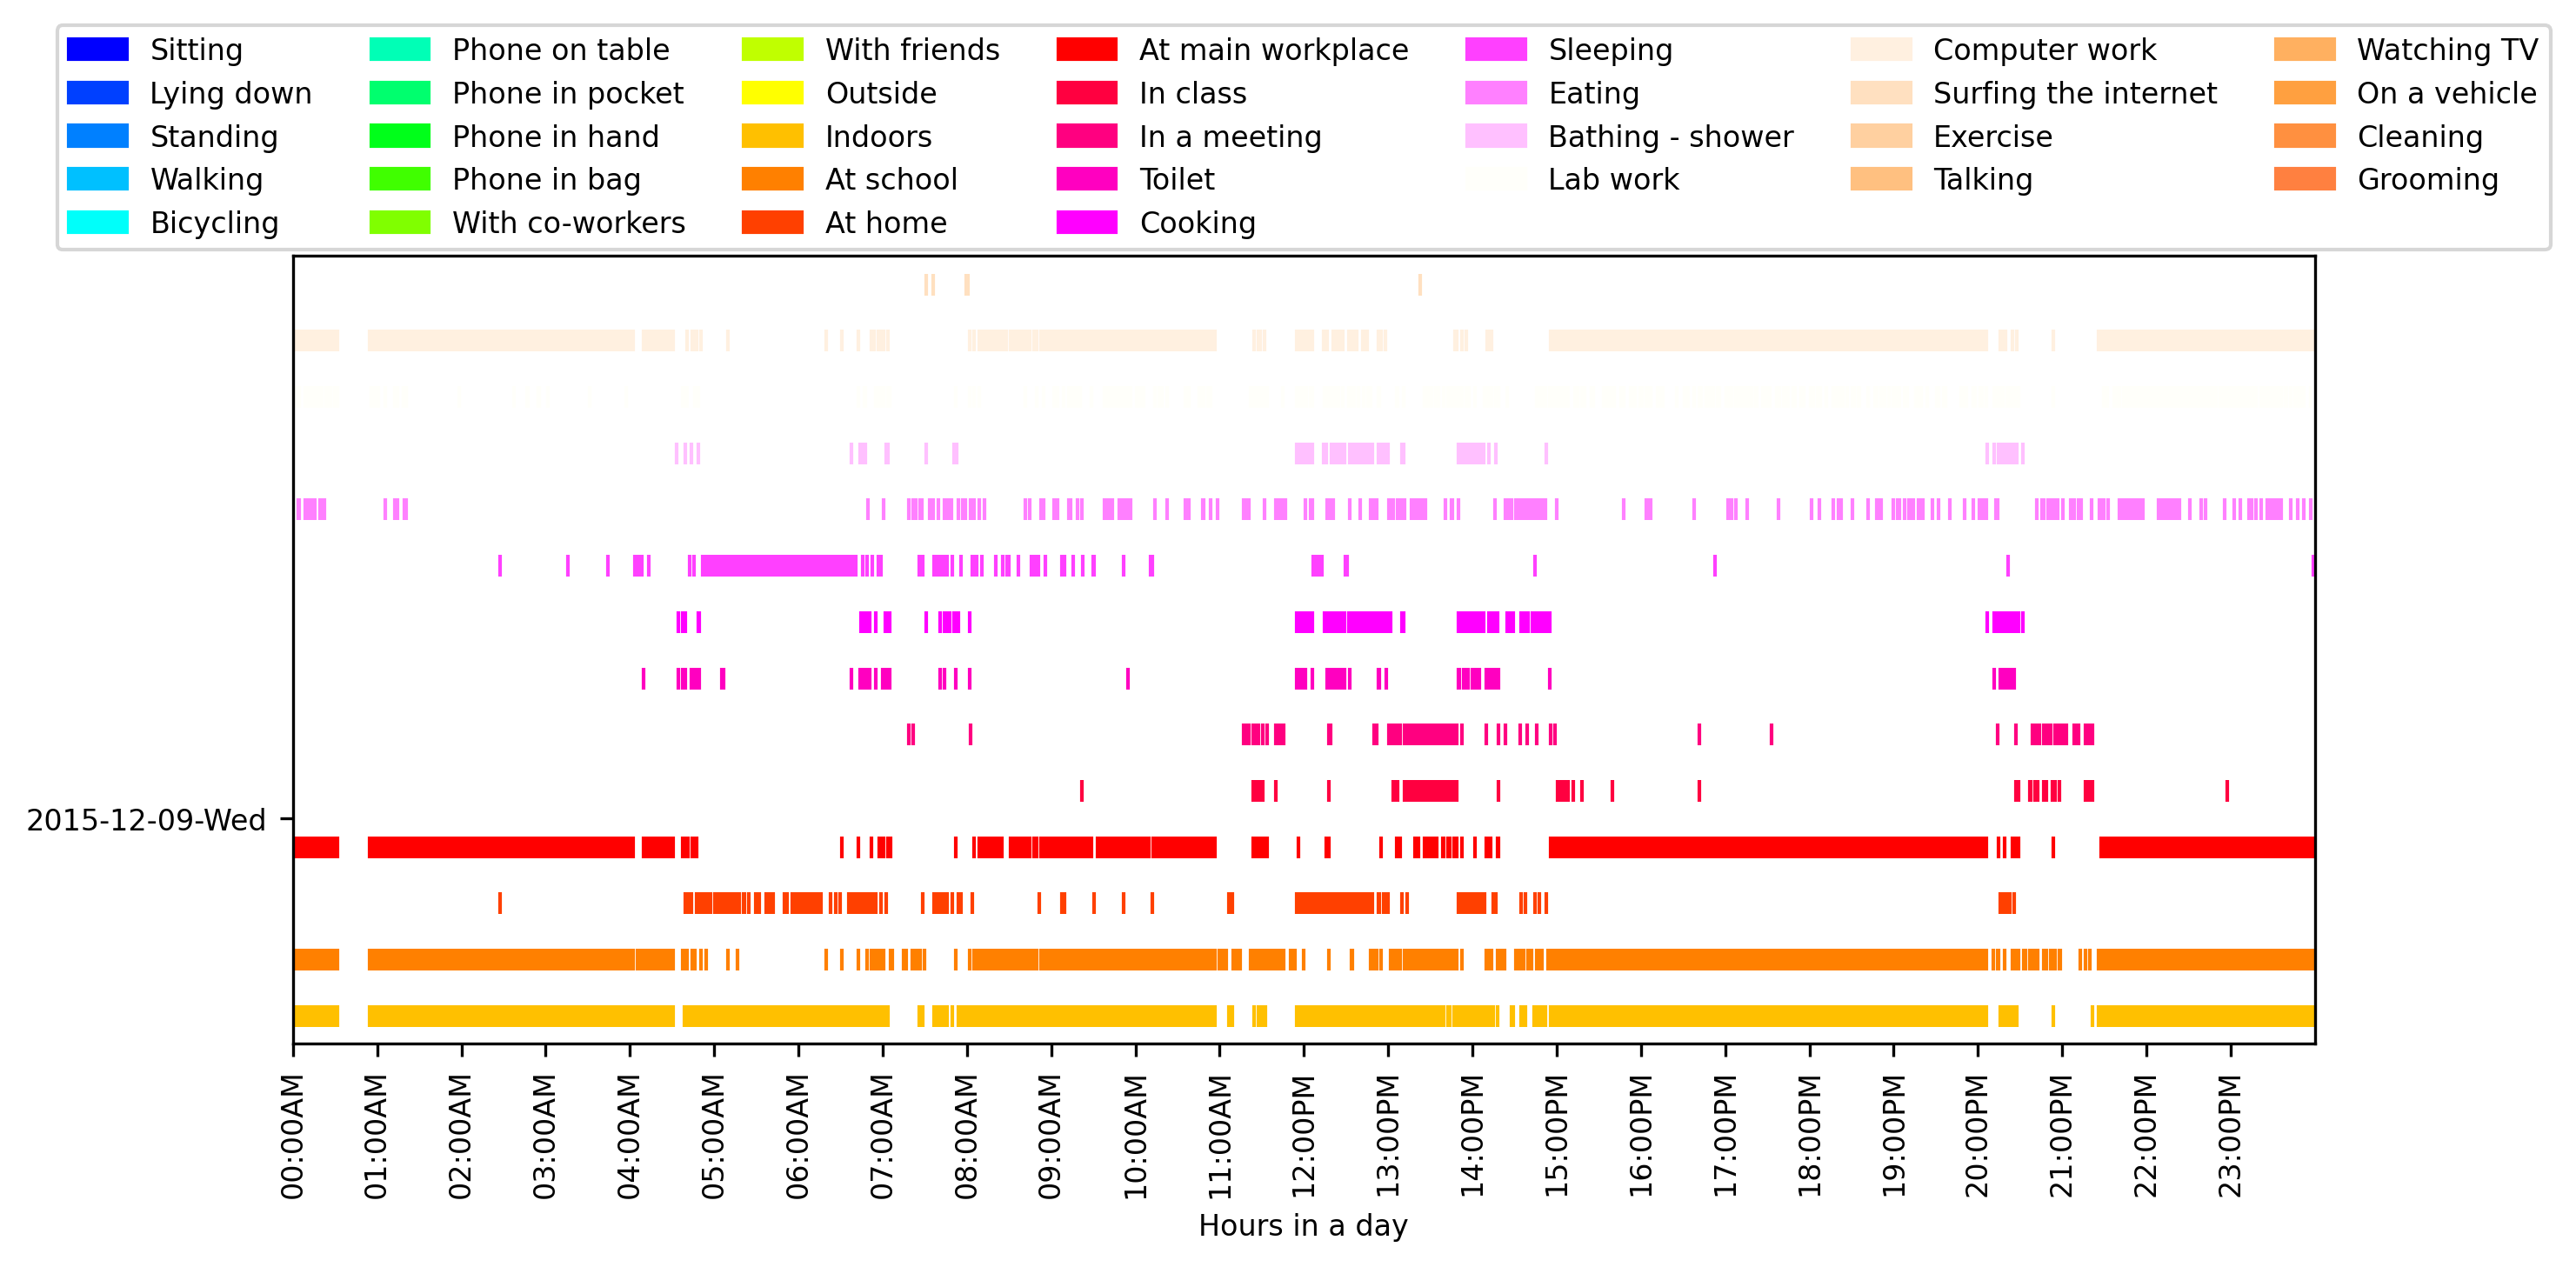 Sitting
Lying down
Standing
Walking
Bicycling
Phone on table
Phone in pocket
Phone in hand
Phone in bag
With co-workers
With friends
Outside
Indoors
At school
At home
At main workplace
In class
In a meeting
Toilet
Cooking
Sleeping
Eating
Bathing - shower
Lab work
Computer work
Surfing the internet
Exercise
Talking
Watching TV
On a vehicle
Cleaning
Grooming
2015-12-09-Wed
00:00AM
01:00AM
02:00AM
03:00AM
04:00AM
05:00AM
06:00AM
07:00AM
08:00AM
09:00AM
10:00AM
11:00AM
12:00PM
13:00PM
14:00PM
15:00PM
16:00PM
17:00PM
18:00PM
19:00PM
20:00PM
21:00PM
22:00PM
23:00PM
Hours in a day